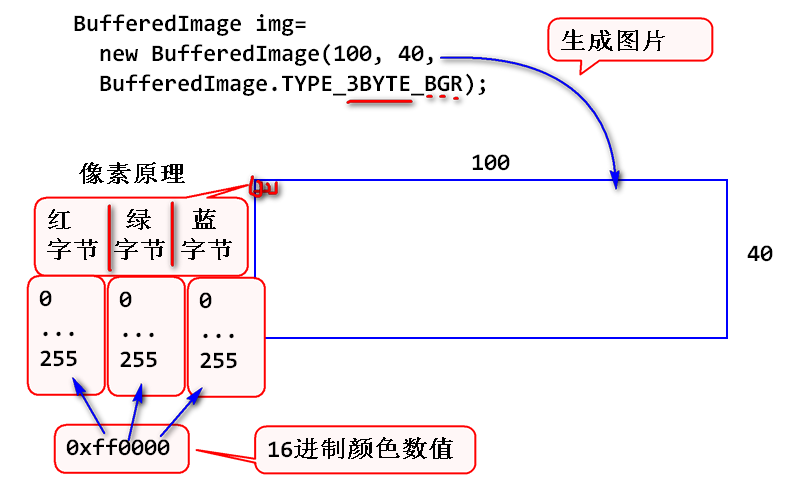 BufferedImage img=
new BufferedImage(100, 40,
BufferedImage.TYPE_3BYTE_BGR);
生成图片
100
像素原理
红 绿 蓝
字节 字节 字节
40
0 0 0
... ... ...
255 255 255
0xff0000
16进制颜色数值